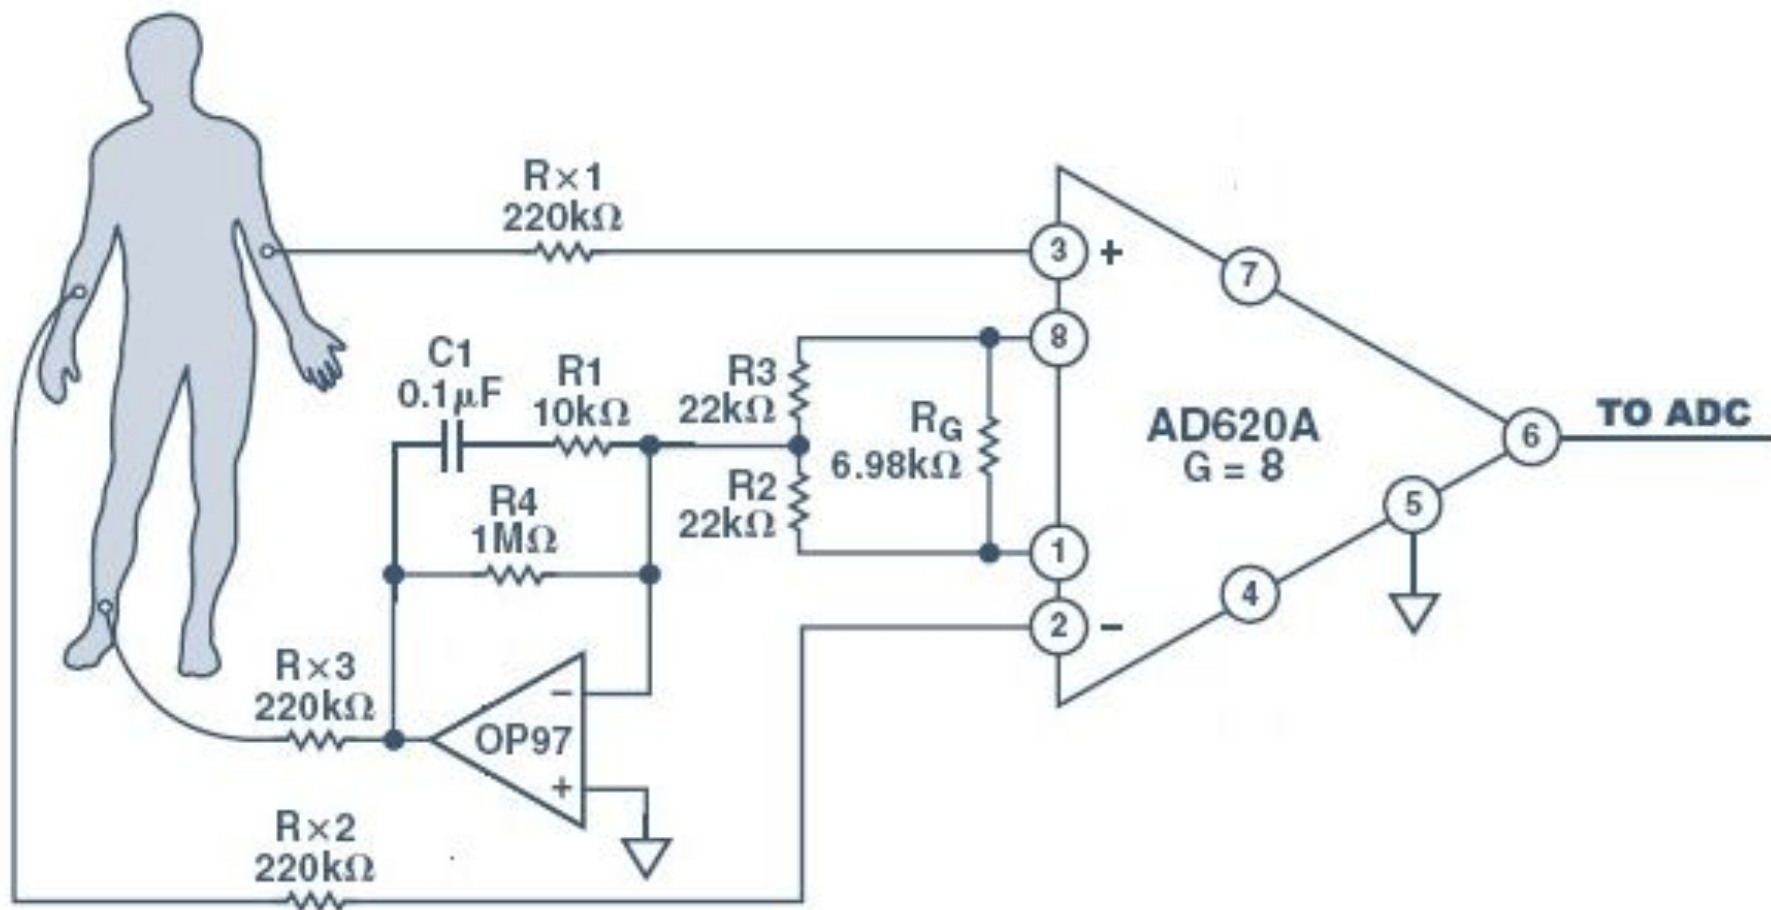 R×1
220kΩ
3
+
7
8
C1
0.1μF
R1
10kΩ
R3
22kΩ
RG
6.98kΩ
AD620A
G = 8
6
TO ADC
R2
22kΩ
R4
1MΩ
5
1
4
2
−
R×3
220kΩ
−
OP97
+
R×2
220kΩ